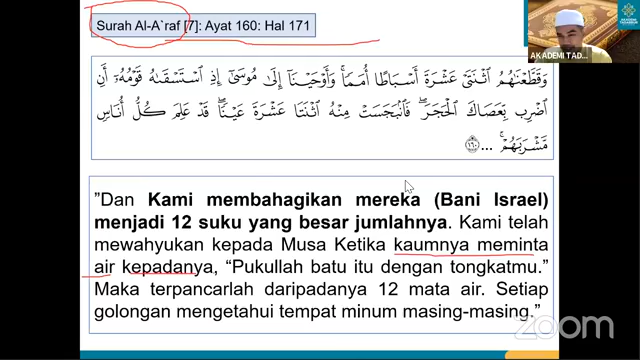 Surah Al-A`raf [7]: Ayat 160: Hal 171
وَقَطَّعْنَٰهُمُ ٱثْنَتَىْ عَشْرَةَ أَسْبَاطًا أُمَمًا ۚ وَأَوْحَيْنَآ إِلَىٰ مُوسَىٰٓ إِذِ ٱسْتَسْقَىٰهُ قَوْمُهُۥٓ أَنِ
ٱضْرِب بِّعَصَاكَ ٱلْحَجَرَ ۖ فَٱنۢبَجَسَتْ مِنْهُ ٱثْنَتَا عَشْرَةَ عَيْنًا ۖ قَدْ عَلِمَ كُلُّ أُنَاسٍ
مَّشْرَبَهُمْ ۚ ... ١٦٠
"Dan Kami membahagikan mereka (Bani Israel)
menjadi 12 suku yang besar jumlahnya. Kami telah
mewahyukan kepada Musa Ketika kaumnya meminta
air kepadanya, "Pukullah batu itu dengan tongkatmu."
Maka terpancarlah daripadanya 12 mata air. Setiap
golongan mengetahui tempat minum masing-masing."
AKADEMI TAD...
zoom